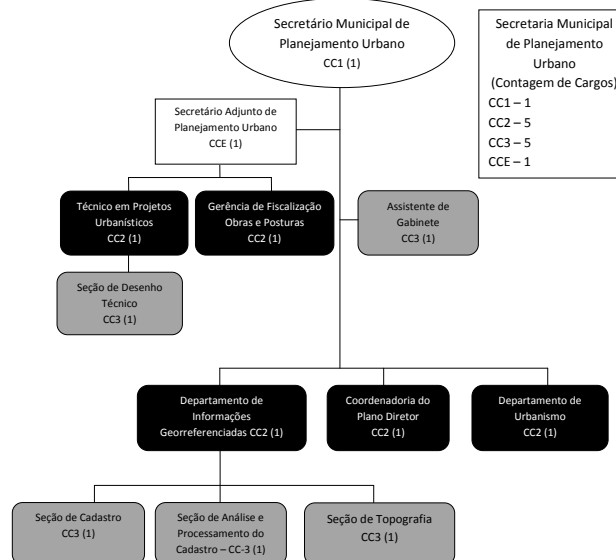 Secretário Municipal de
Planejamento Urbano
CC1 (1)
Secretaria Municipal
de Planejamento
Urbano
(Contagem de Cargos)
CC1 – 1
CC2 – 5
CC3 – 5
CCE – 1
Secretário Adjunto de
Planejamento Urbano
CCE (1)
Técnico em Projetos
Urbanísticos
CC2 (1)
Gerência de Fiscalização
Obras e Posturas
CC2 (1)
Assistente de
Gabinete
CC3 (1)
Seção de Desenho
Técnico
CC3 (1)
Departamento de
Informações
Georreferenciadas CC2 (1)
Coordenadoria do
Plano Diretor
CC2 (1)
Departamento de
Urbanismo
CC2 (1)
Seção de Cadastro
CC3 (1)
Seção de Análise e
Processamento do
Cadastro – CC-3 (1)
Seção de Topografia
CC3 (1)